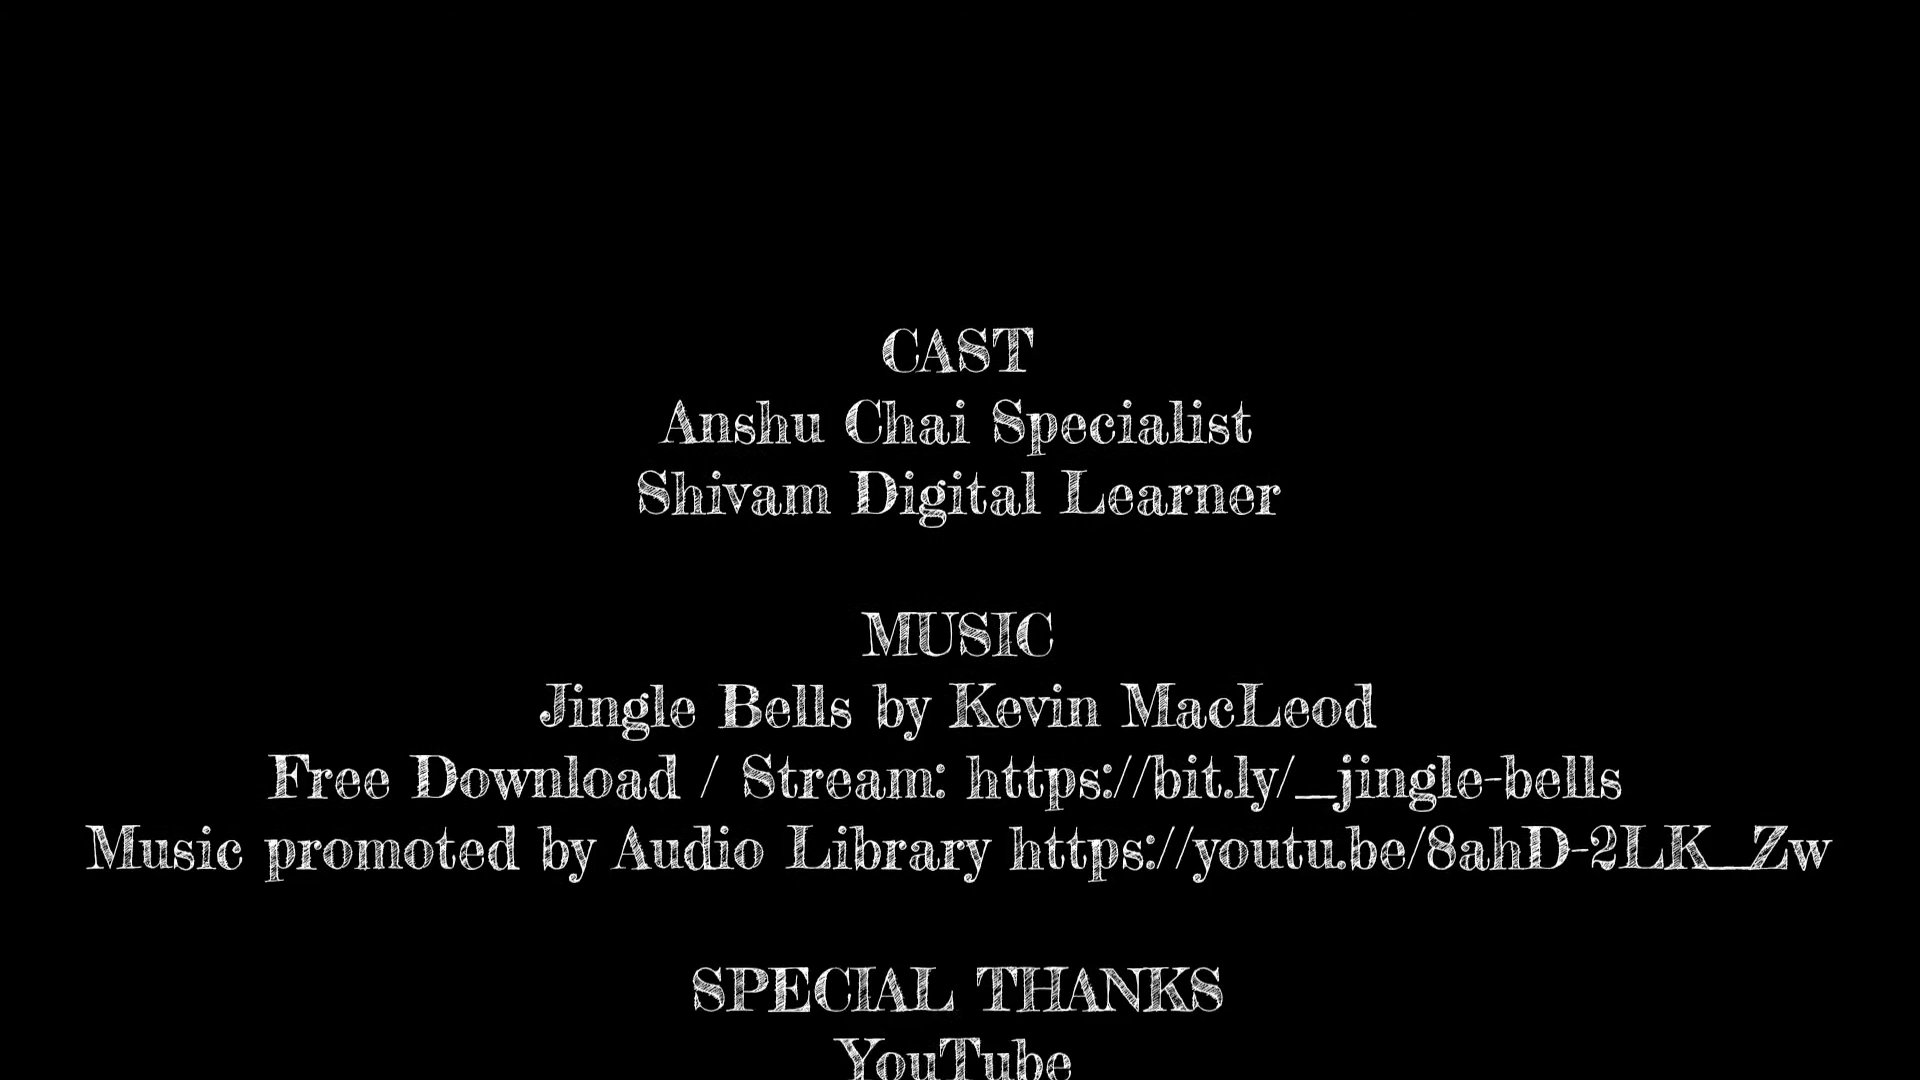 CAST
Anshu Chai Specialist
Shivam Digital Learner
MUSIC
Jingle Bells by Kevin MacLeod
Free Download / Stream: https://bit.ly/_jingle-bells
Music promoted by Audio Library https://youtu.be/8ahD-2LK_Zw
SPECIAL THANKS
YouTube